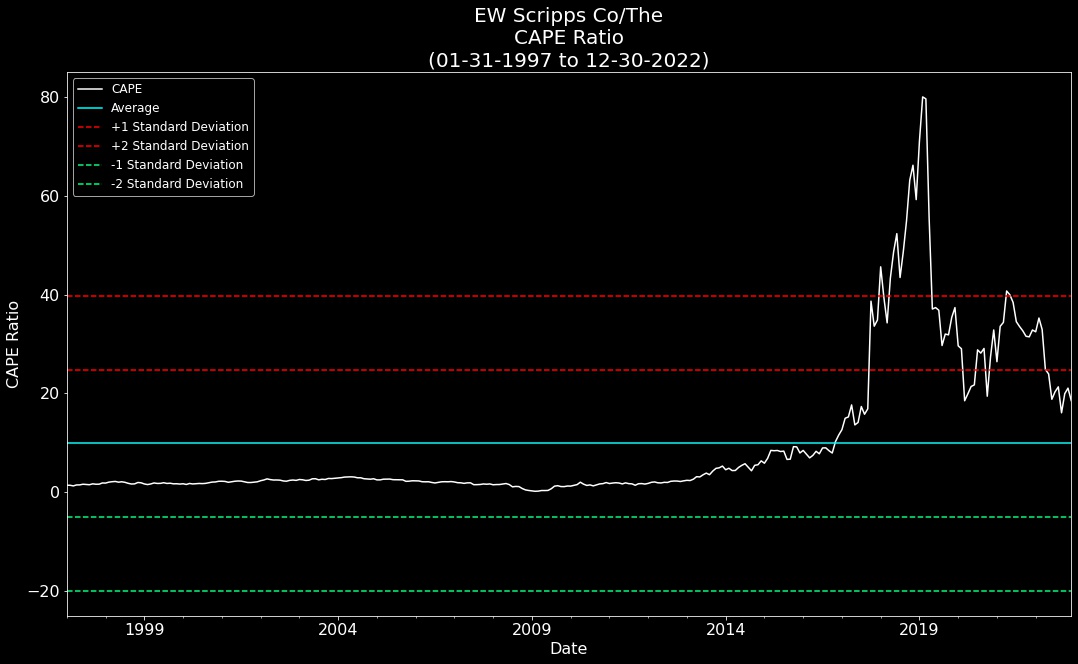 EW Scripps Co/The
CAPE Ratio
(01-31-1997 to 12-30-2022)
CAPE
Average
+1 Standard Deviation
+2 Standard Deviation
-1 Standard Deviation
-2 Standard Deviation
80
60
40
20
0
−20
CAPE Ratio
1999
2004
2009
2014
2019
Date